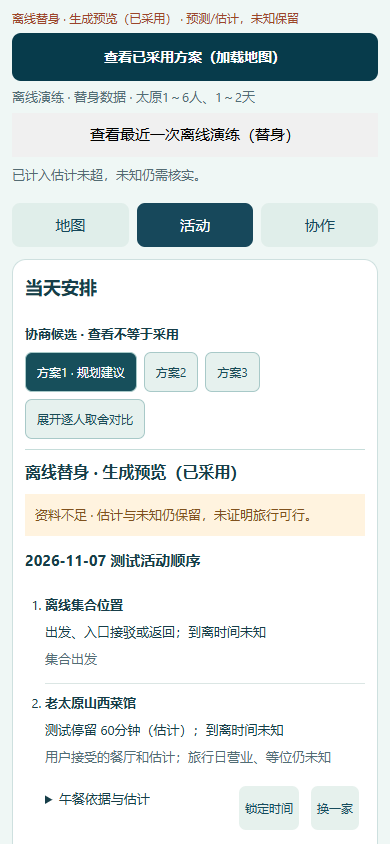 离线替身 · 生成预览（已采用） · 预测/估计，未知保留
查看已采用方案（加载地图）
离线演练 · 替身数据 · 太原1～6人、1～2天
查看最近一次离线演练（替身）
已计入估计未超，未知仍需核实。
地图
活动
协作
当天安排
协商候选 · 查看不等于采用
方案1 · 规划建议
方案2
方案3
展开逐人取舍对比
离线替身 · 生成预览（已采用）
资料不足 · 估计与未知仍保留，未证明旅行可行。
2026-11-07 测试活动顺序
1. 离线集合位置
出发、入口接驳或返回；到离时间未知
集合出发
2. 老太原山西菜馆
测试停留 60分钟（估计）；到离时间未知
用户接受的餐厅和估计；旅行日营业、等位仍未知
▶ 午餐依据与估计
锁定时间
换一家